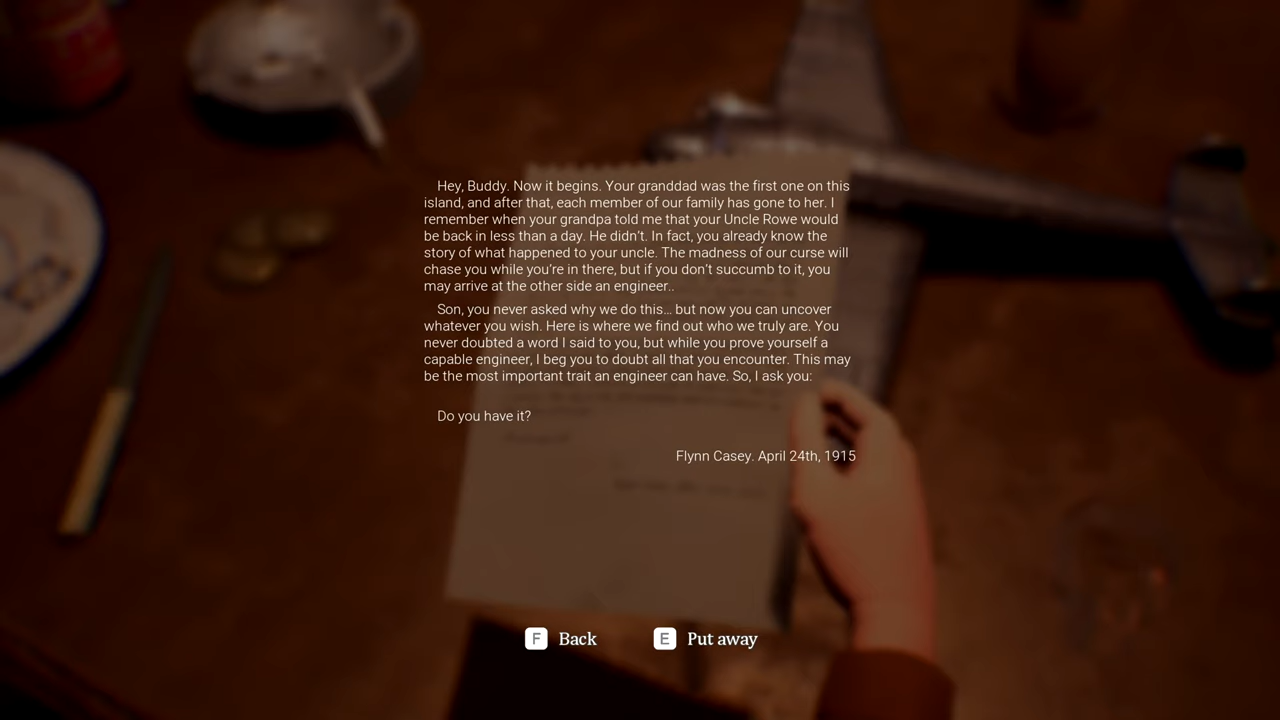 Hey, Buddy. Now it begins. Your granddad was the first one on this
island, and after that, each member of our family has gone to her. I
remember when your grandpa told me that your Uncle Rowe would
be back in less than a day. He didn't. In fact, you already know the
story of what happened to your uncle. The madness of our curse will
chase you while you're in there, but if you don't succumb to it, you
may arrive at the other side an engineer..
Son, you never asked why we do this... but now you can uncover
whatever you wish. Here is where we find out who we truly are. You
never doubted a word I said to you, but while you prove yourself a
capable engineer, I beg you to doubt all that you encounter. This may
be the most important trait an engineer can have. So, I ask you:
Do you have it?
Flynn Casey. April 24th, 1915
F Back E Put away